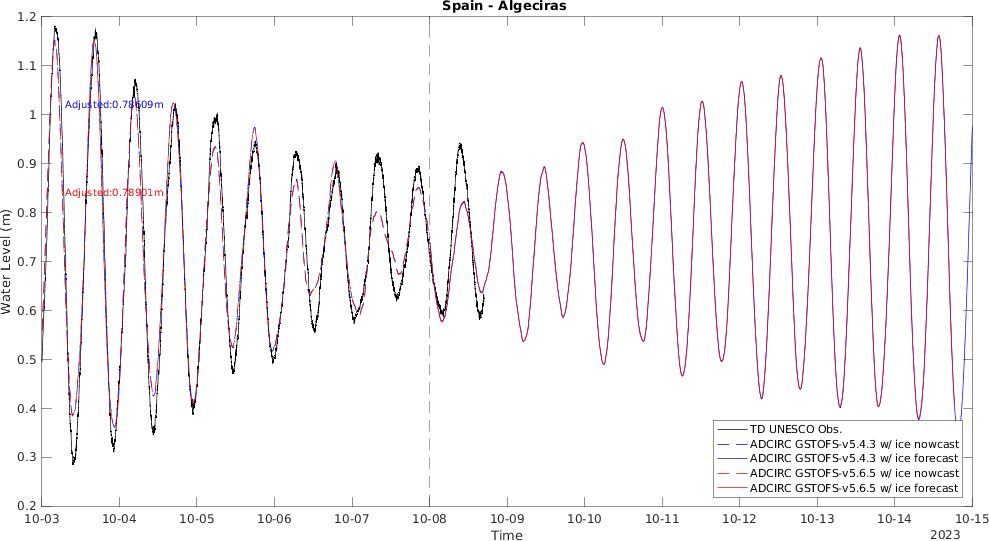 Spain - Algeciras
1.2
1.1
1
0.9
0.8
0.7
0.6
0.5
0.4
0.3
0.2
Water Level (m)
Adjusted:0.78609m
Adjusted:0.78901m
TD UNESCO Obs.
ADCIRC GSTOFS-v5.4.3 w/ ice nowcast
ADCIRC GSTOFS-v5.4.3 w/ ice forecast
ADCIRC GSTOFS-v5.6.5 w/ ice nowcast
ADCIRC GSTOFS-v5.6.5 w/ ice forecast
10-03 10-04 10-05 10-06 10-07 10-08 10-09 10-10 10-11 10-12 10-13 10-14 10-15
Time
2023